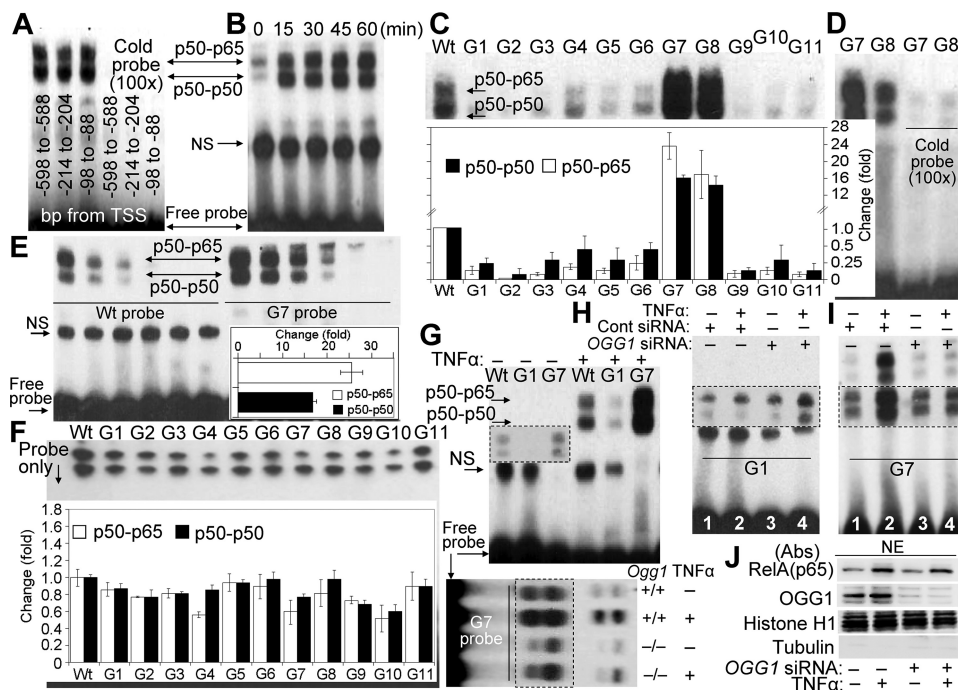 A
Cold
probe
(100x)
-598 to -588
-214 to -204
-98 to -88
-598 to -588
-214 to -204
-98 to -88
bp from TSS
p50-p65
p50-p50
NS
Free probe
B
0 15 30 45 60 (min)
C
Wt G1 G2 G3 G4 G5 G6 G7 G8 G9 G10 G11
p50-p65
p50-p50
p50-p50 p50-p65
28
24
20
16
12
0.50
0.25
0
Change (fold)
Wt G1 G2 G3 G4 G5 G6 G7 G8 G9 G10 G11
D
G7 G8 G7 G8
Cold
probe
(100x)
E
p50-p65
p50-p50
Wt probe G7 probe
NS
Free
probe
Change (fold)
0 10 20 30
p50-p65
p50-p50
F
Wt G1 G2 G3 G4 G5 G6 G7 G8 G9 G10 G11
Probe
only
Change (fold)
1.8
1.6
1.4
1.2
1.0
0.8
0.6
0.4
0.2
0
p50-p65 p50-p50
Wt G1 G2 G3 G4 G5 G6 G7 G8 G9 G10 G11
G
TNFα: – – – + + +
Wt G1 G7 Wt G1 G7
p50-p65
p50-p50
NS
Free
probe
G7
probe
Ogg1 TNFα
+/+ –
+/+ +
–/– –
–/– +
H
TNFα: – + – +
Cont siRNA: + + – –
OGG1 siRNA: – – + +
G1
1 2 3 4
I
– + – +
+ + – –
– – + +
G7
1 2 3 4
J
(Abs) NE
RelA(p65)
OGG1
Histone H1
Tubulin
OGG1 siRNA: – – + +
TNFα: – + – +